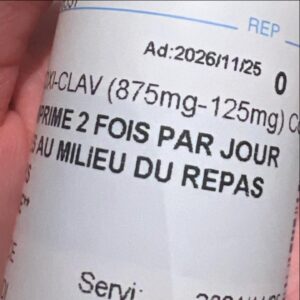 REP
Ad:2026/11/25 0
OXI-CLAV (875mg-125mg) C
PRIME 2 FOIS PAR JOUR
S AU MILIEU DU REPAS
Servi: